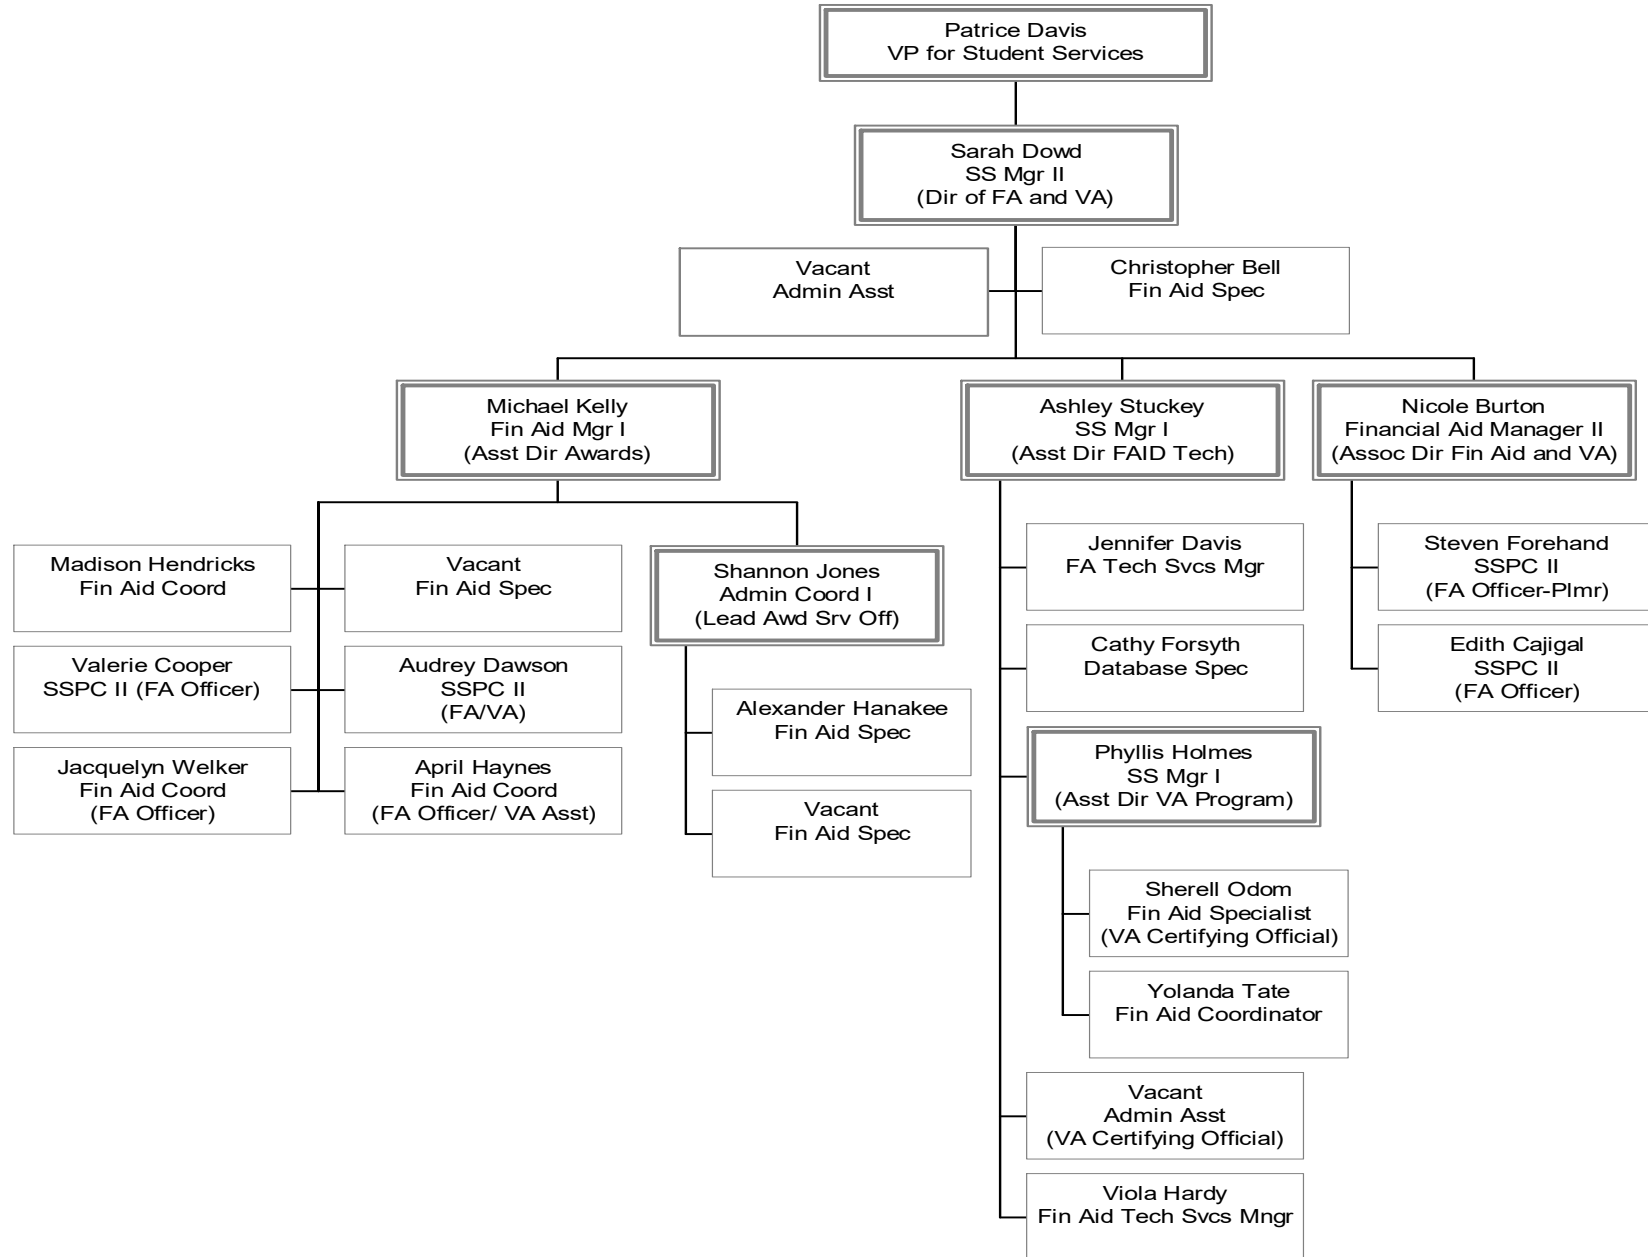 Patrice Davis
VP for Student Services
Sarah Dowd
SS Mgr II
(Dir of FA and VA)
Vacant
Admin Asst
Christopher Bell
Fin Aid Spec
Michael Kelly
Fin Aid Mgr I
(Asst Dir Awards)
Ashley Stuckey
SS Mgr I
(Asst Dir FAID Tech)
Nicole Burton
Financial Aid Manager II
(Assoc Dir Fin Aid and VA)
Madison Hendricks
Fin Aid Coord
Vacant
Fin Aid Spec
Valerie Cooper
SSPC II (FA Officer)
Audrey Dawson
SSPC II
(FA/VA)
Jacquelyn Welker
Fin Aid Coord
(FA Officer)
April Haynes
Fin Aid Coord
(FA Officer/ VA Asst)
Shannon Jones
Admin Coord I
(Lead Awd Srv Off)
Alexander Hanakee
Fin Aid Spec
Vacant
Fin Aid Spec
Jennifer Davis
FA Tech Svcs Mgr
Cathy Forsyth
Database Spec
Phyllis Holmes
SS Mgr I
(Asst Dir VA Program)
Sherell Odom
Fin Aid Specialist
(VA Certifying Official)
Yolanda Tate
Fin Aid Coordinator
Vacant
Admin Asst
(VA Certifying Official)
Viola Hardy
Fin Aid Tech Svcs Mngr
Steven Forehand
SSPC II
(FA Officer-Plmr)
Edith Cajigal
SSPC II
(FA Officer)